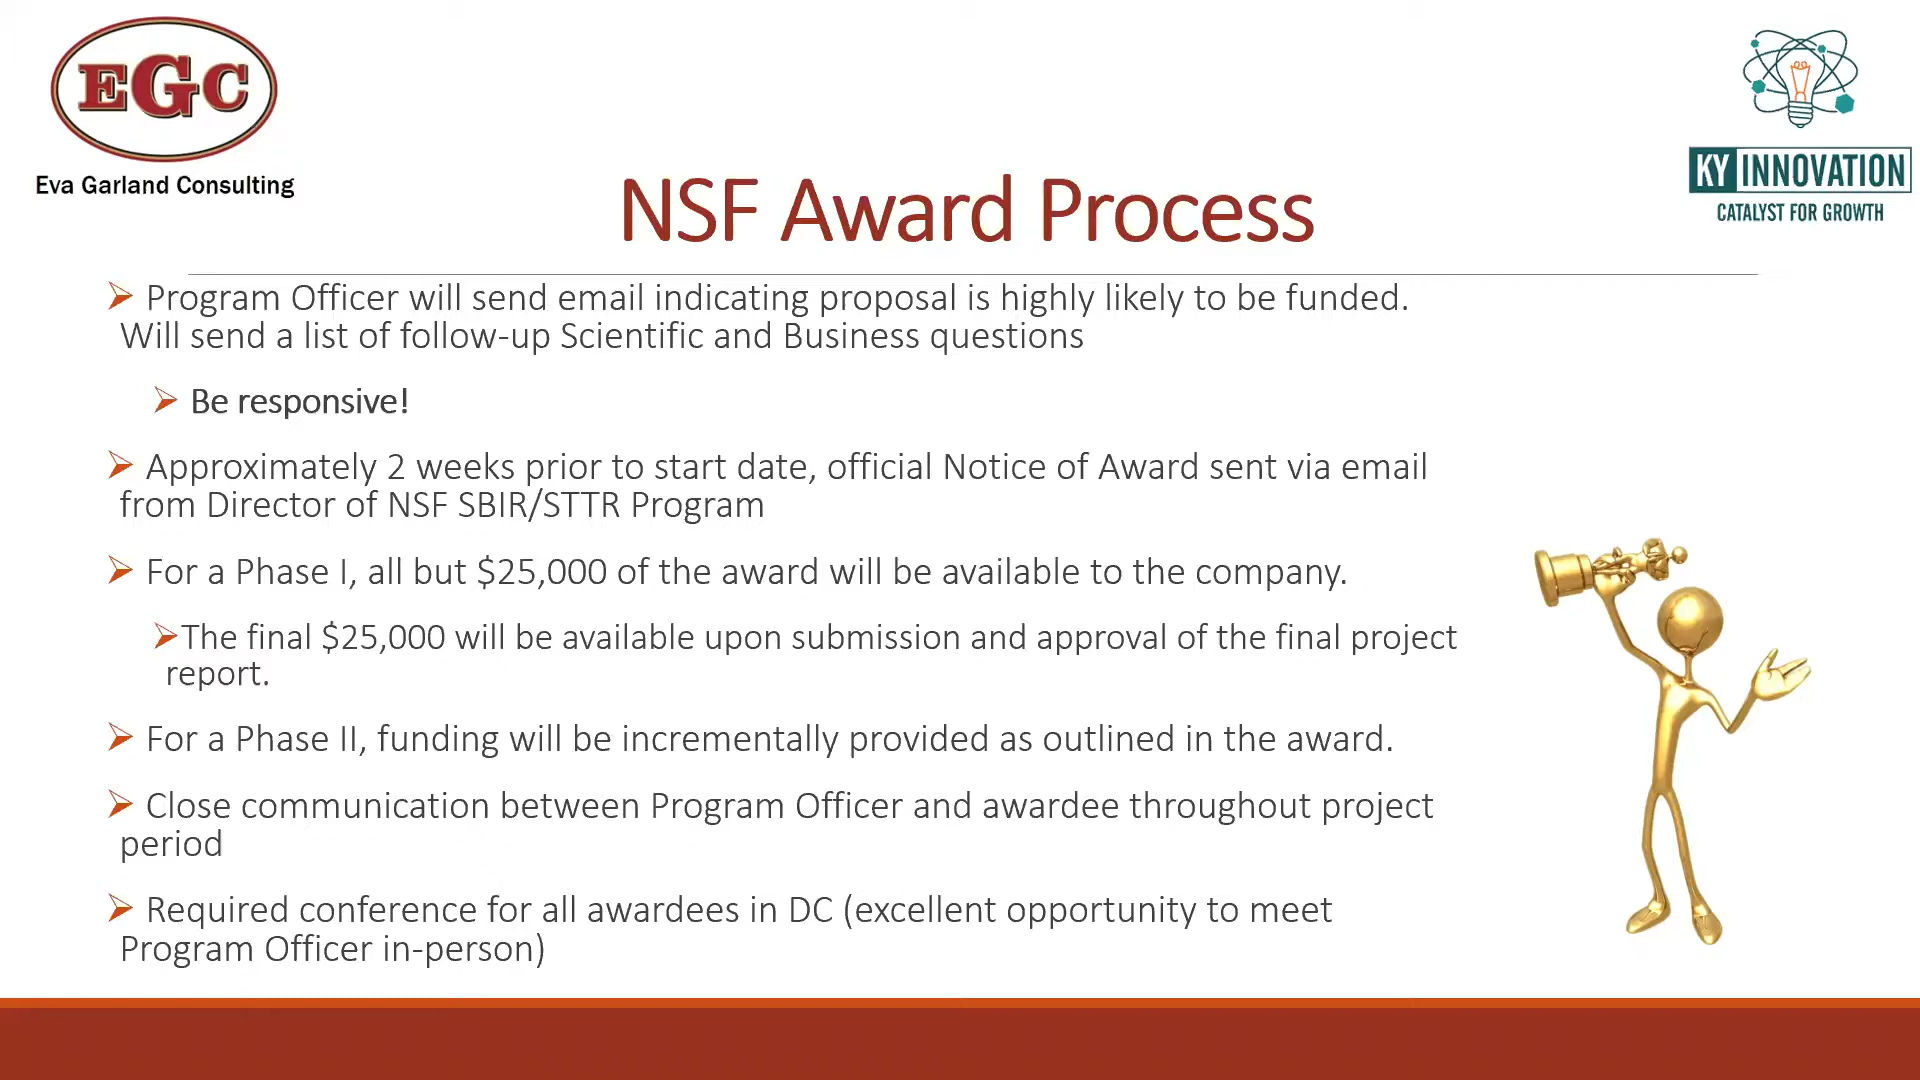 EGC
Eva Garland Consulting
KY INNOVATION
CATALYST FOR GROWTH
NSF Award Process
Program Officer will send email indicating proposal is highly likely to be funded.
Will send a list of follow-up Scientific and Business questions
Be responsive!
Approximately 2 weeks prior to start date, official Notice of Award sent via email
from Director of NSF SBIR/STTR Program
For a Phase I, all but $25,000 of the award will be available to the company.
The final $25,000 will be available upon submission and approval of the final project
report.
For a Phase II, funding will be incrementally provided as outlined in the award.
Close communication between Program Officer and awardee throughout project
period
Required conference for all awardees in DC (excellent opportunity to meet
Program Officer in-person)